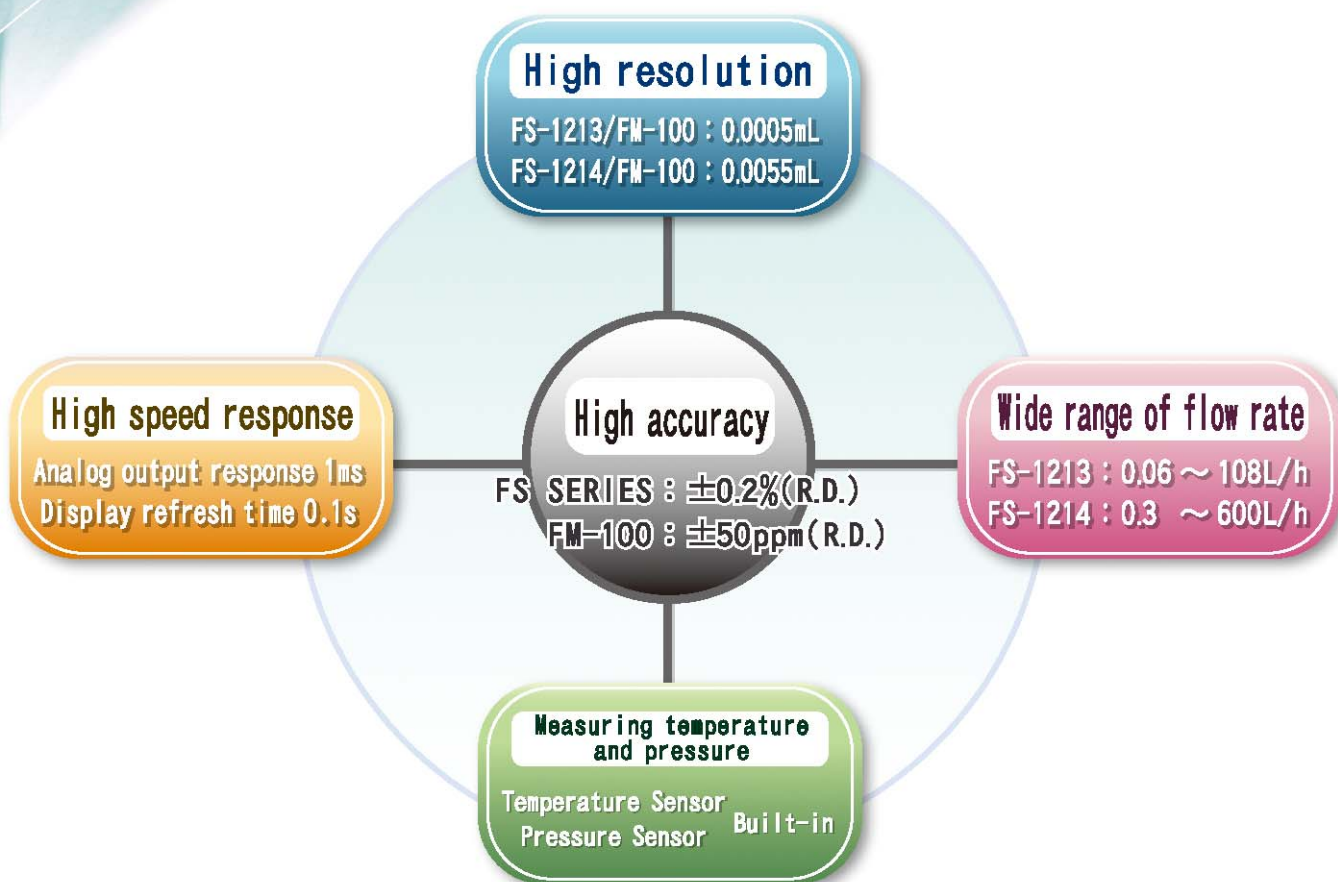 High resolution
FS-1213/FM-100：0.0005mL
FS-1214/FM-100：0.0055mL
High speed response
Analog output response 1ms
Display refresh time 0.1s
High accuracy
FS SERIES：±0.2%(R.D.)
FM-100：±50ppm(R.D.)
Wide range of flow rate
FS-1213：0.06 ～ 108L/h
FS-1214：0.3 ～ 600L/h
Measuring temperature
and pressure
Temperature Sensor
Pressure Sensor
Built-in